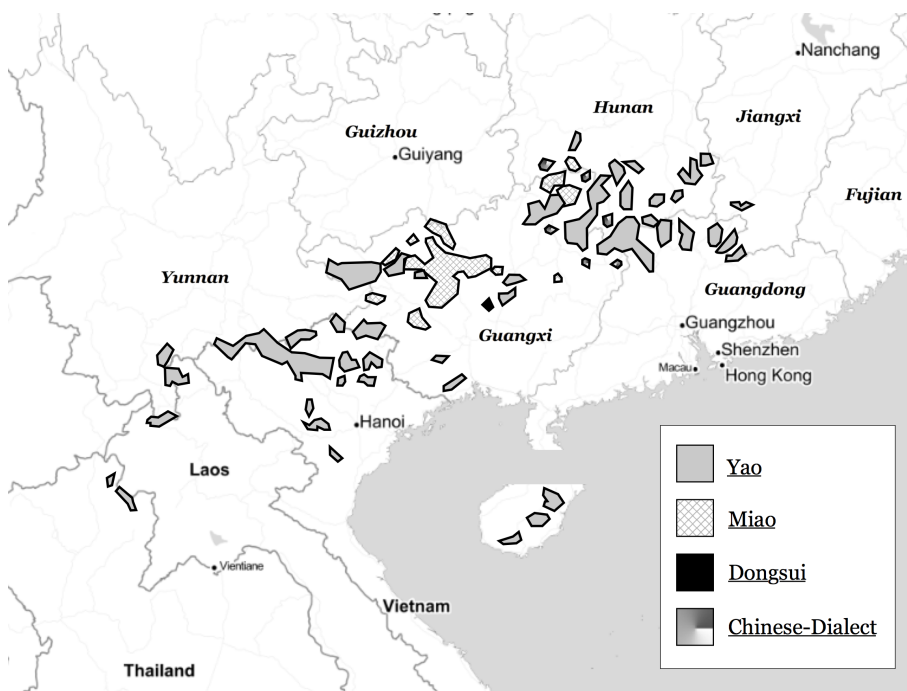 Nanchang
Hunan
Jiangxi
Guizhou
Guiyang
Fujian
Yunnan
Guangdong
Guangxi
Guangzhou
Shenzhen
Macau
Hong Kong
Hanoi
Laos
Yao
Miao
Vientiane
Dongsui
Vietnam
Chinese-Dialect
Thailand